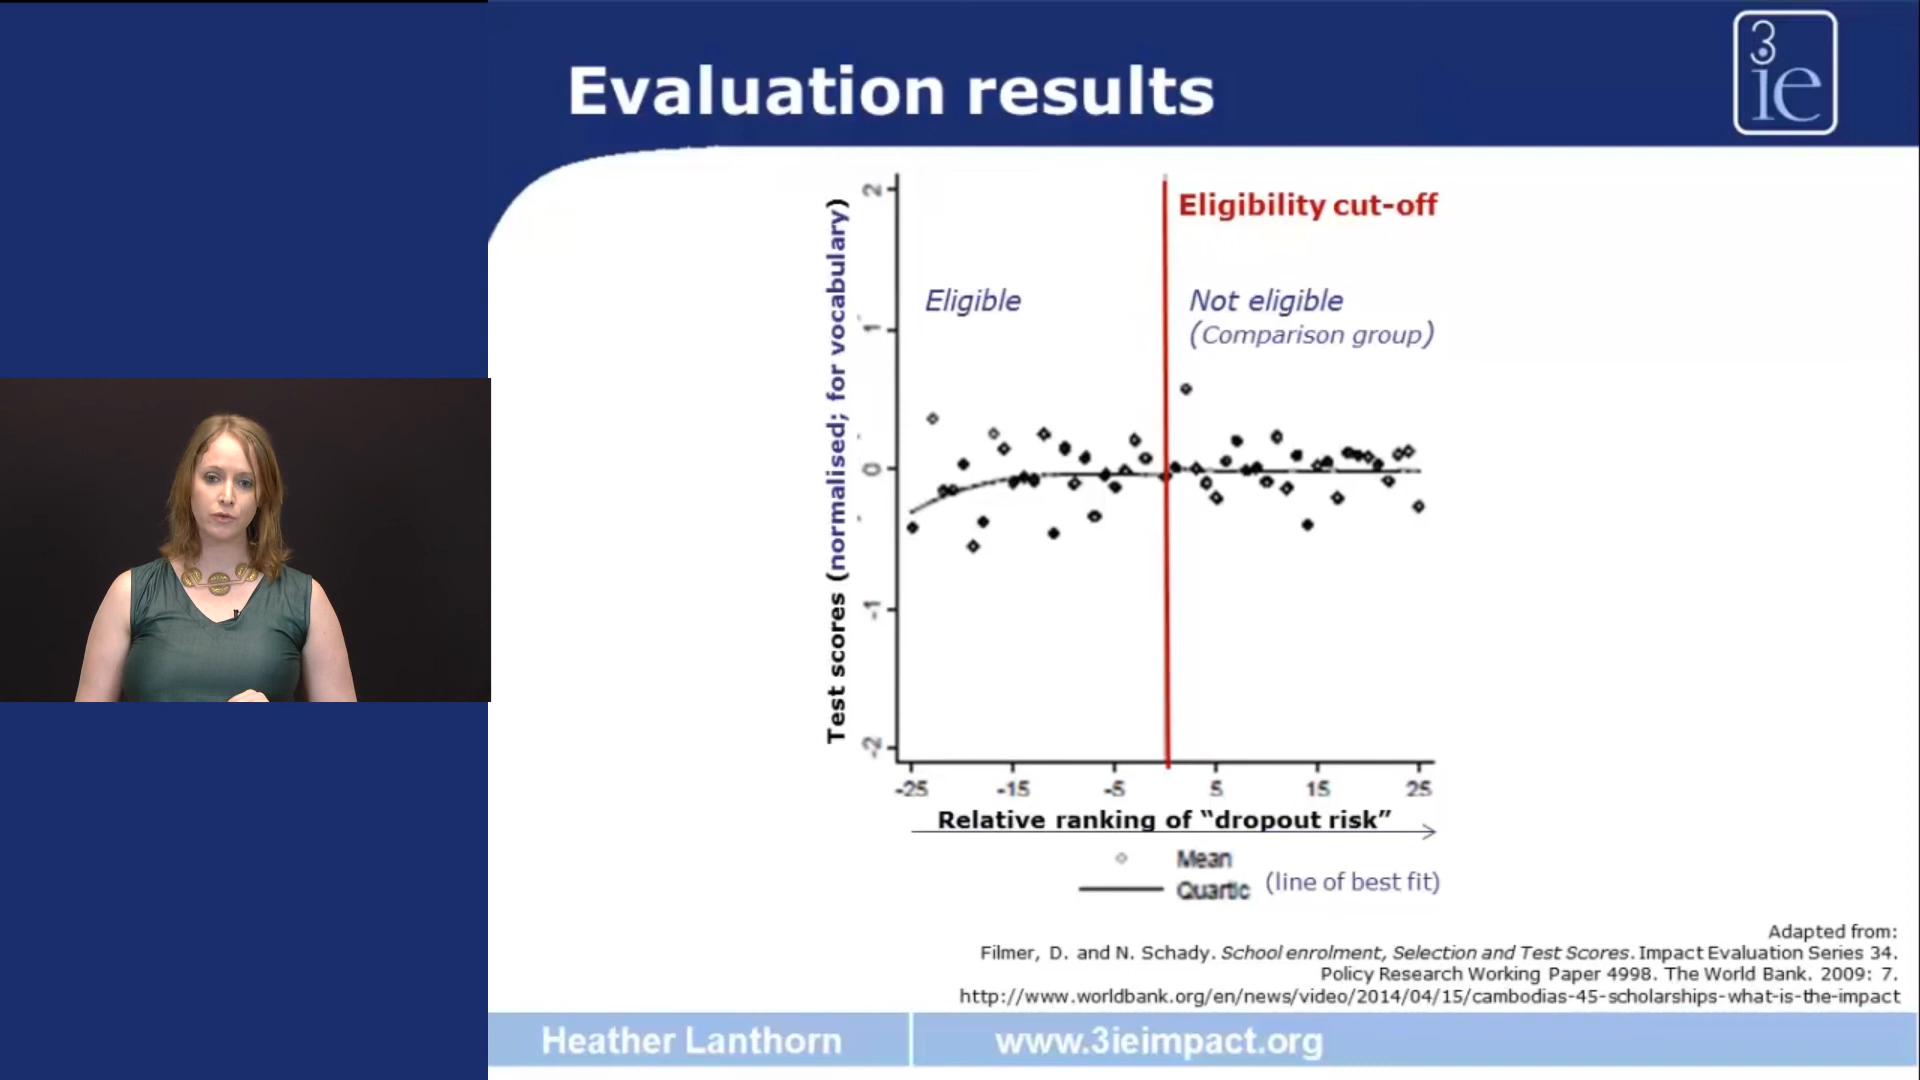 Evaluation results
3
ie
Eligibility cut-off
Eligible
Not eligible
(Comparison group)
Test scores (normalised; for vocabulary)
2
1
0
-1
-2
-25 -15 -5 5 15 25
Relative ranking of “dropout risk”
Mean
Quartic (line of best fit)
Adapted from:
Filmer, D. and N. Schady. School enrolment, Selection and Test Scores. Impact Evaluation Series 34.
Policy Research Working Paper 4998. The World Bank. 2009: 7.
http://www.worldbank.org/en/news/video/2014/04/15/cambodias-45-scholarships-what-is-the-impact
Heather Lanthorn
www.3ieimpact.org